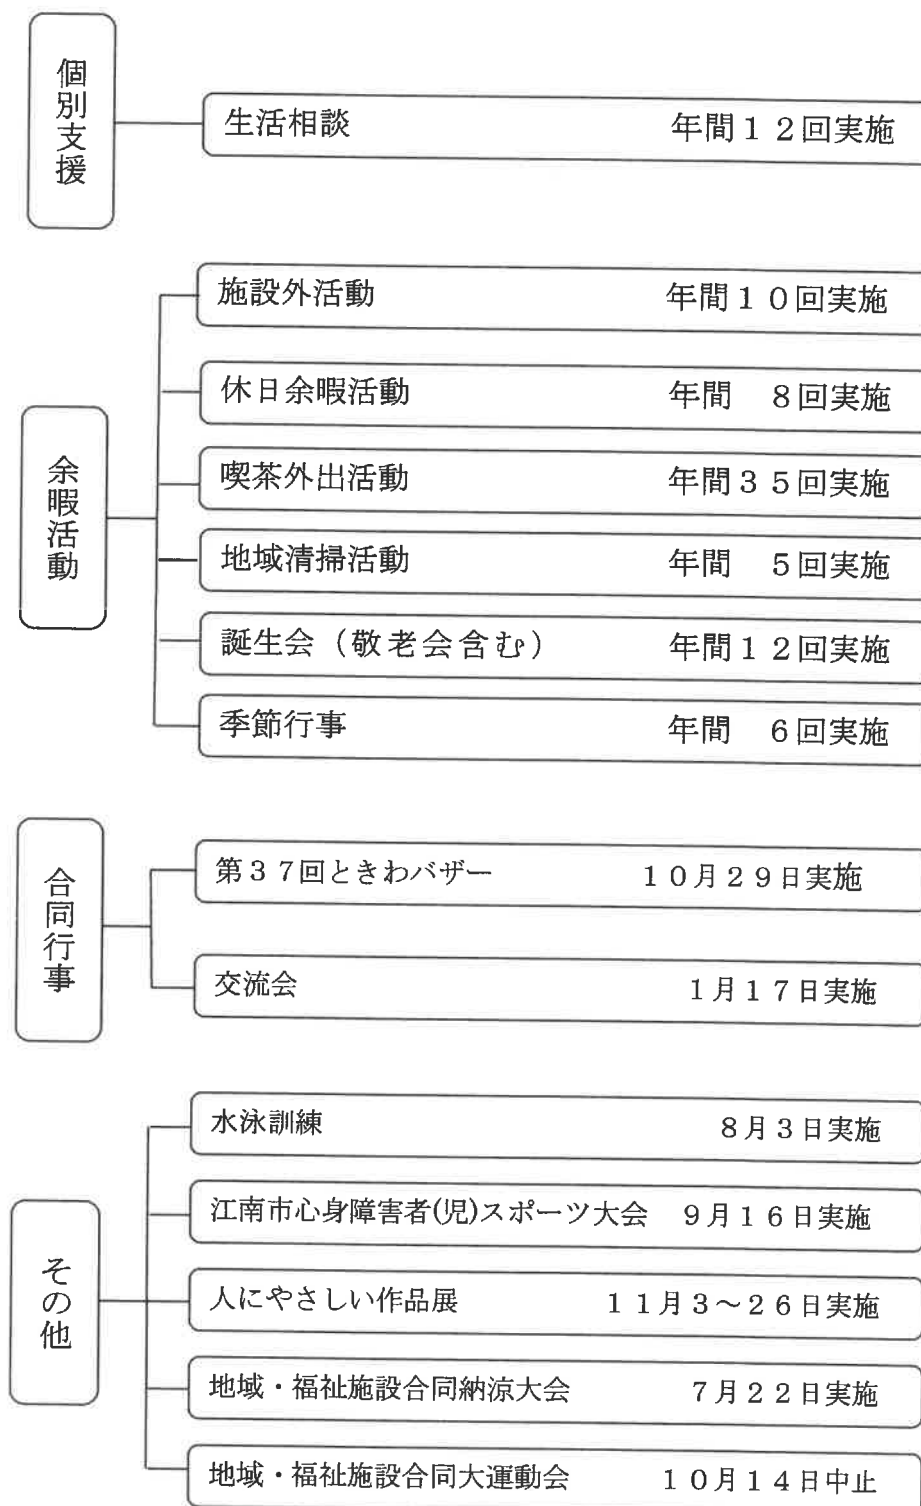 個別支援
生活相談 年間12回実施
余暇活動
施設外活動 年間10回実施
休日余暇活動 年間 8回実施
喫茶外出活動 年間35回実施
地域清掃活動 年間 5回実施
誕生会（敬老会含む） 年間12回実施
季節行事 年間 6回実施
合同行事
第37回ときわバザー 10月29日実施
交流会 1月17日実施
その他
水泳訓練 8月3日実施
江南市心身障害者(児)スポーツ大会 9月16日実施
人にやさしい作品展 11月3～26日実施
地域・福祉施設合同納涼大会 7月22日実施
地域・福祉施設合同大運動会 10月14日中止